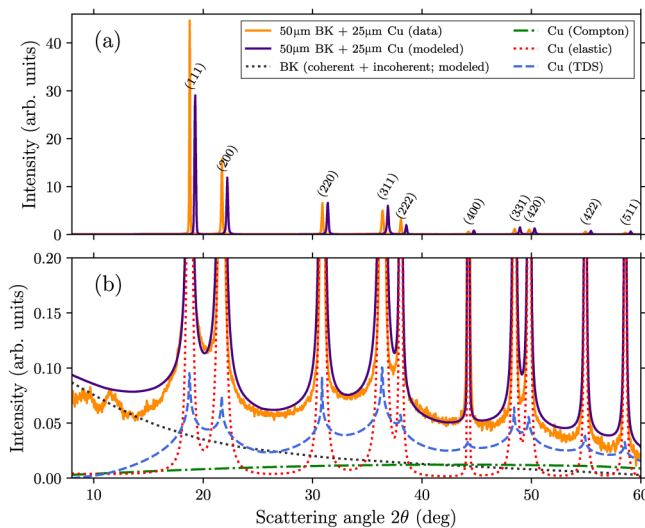 (a)
50μm BK + 25μm Cu (data)
50μm BK + 25μm Cu (modeled)
BK (coherent + incoherent; modeled)
Cu (Compton)
Cu (elastic)
Cu (TDS)
Intensity (arb. units)
40
30
20
10
0
(111)
(200)
(220)
(311)
(222)
(400)
(331)
(420)
(422)
(511)
(b)
Intensity (arb. units)
0.20
0.15
0.10
0.05
0.00
10
20
30
40
50
60
Scattering angle 2θ (deg)